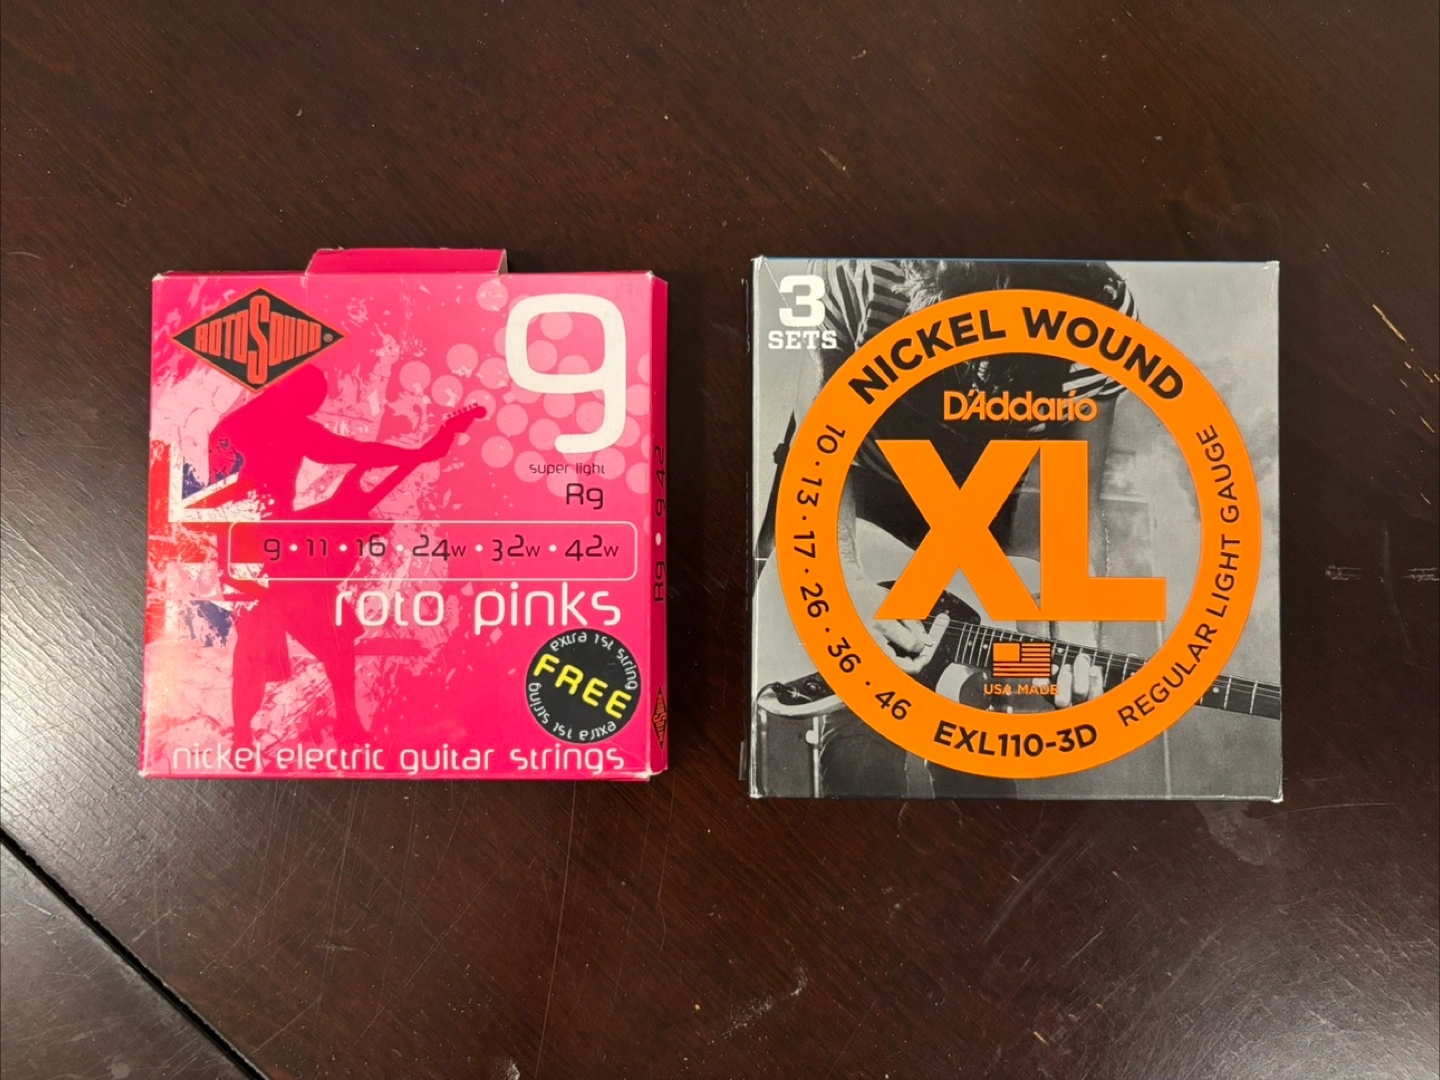 ROTOSOUND®
9
super light
R9
9 • 11 • 16 • 24w • 32w • 42w
roto pinks
extra 1st string
FREE
extra 1st string
nickel electric guitar strings
R9 • 9-42
3
SETS
NICKEL WOUND
D'Addario
XL
10 • 13 • 17 • 26 • 36 • 46
REGULAR LIGHT GAUGE
USA MADE
EXL110-3D